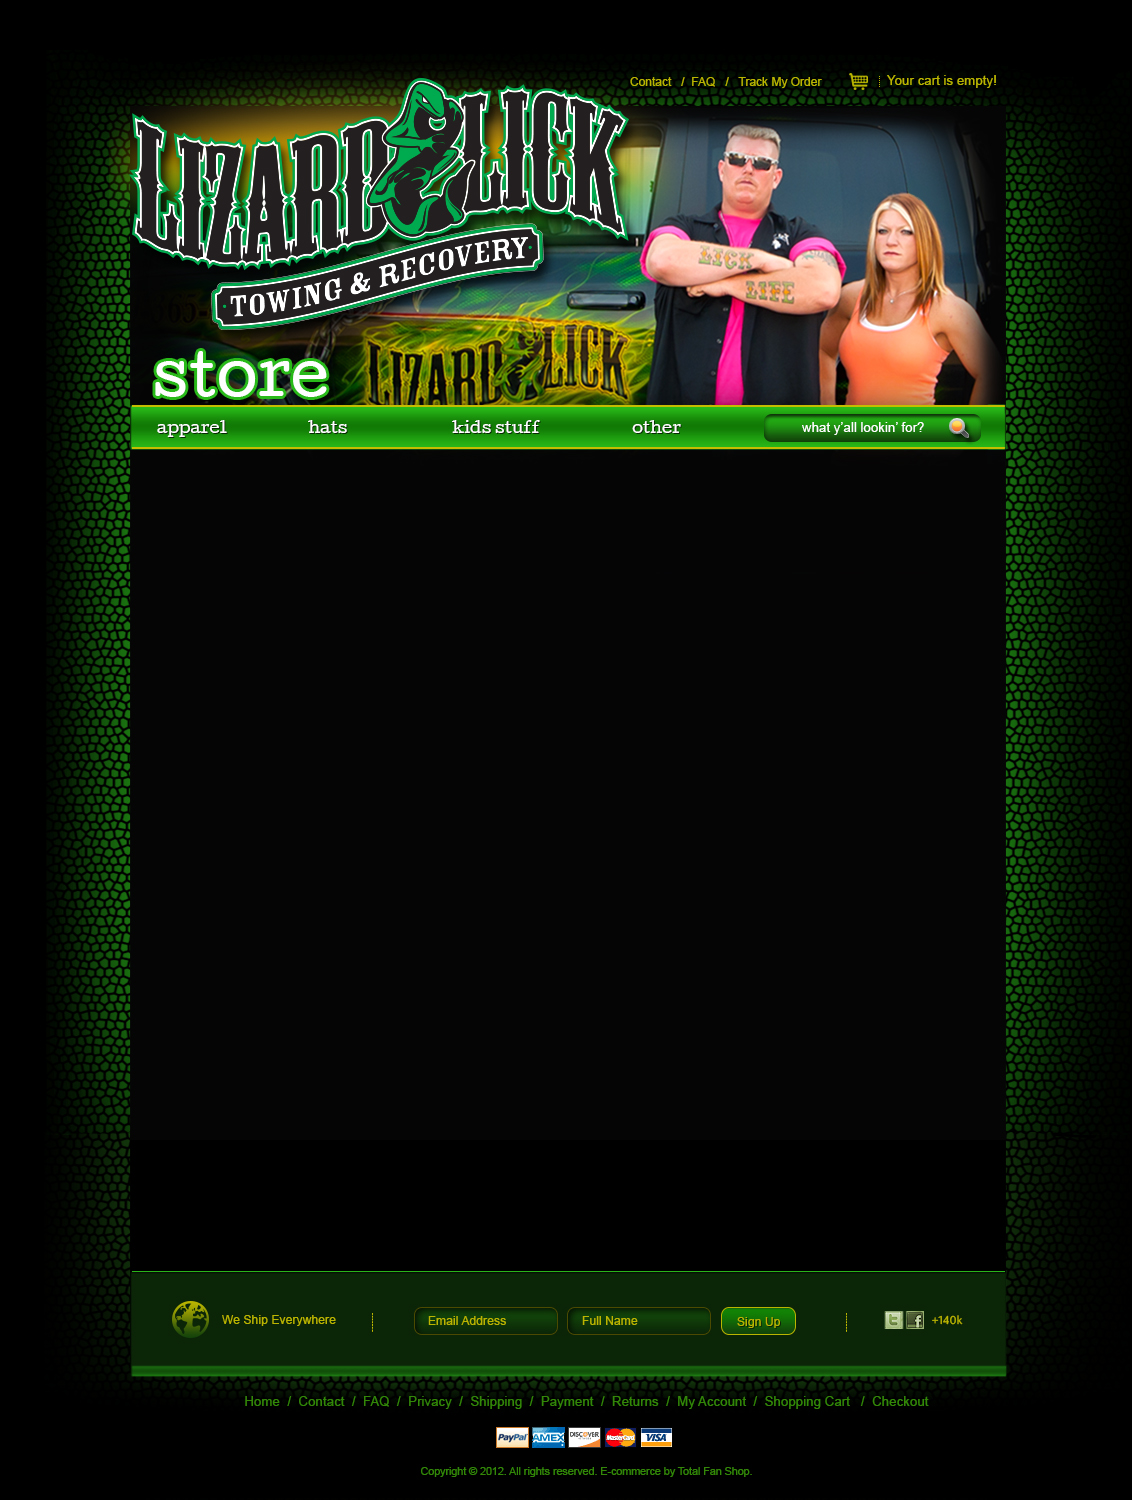 Contact / FAQ / Track My Order
Your cart is empty!
LIZARD LICK
TOWING & RECOVERY
LICK
LIFE
LIZARD LICK
store
apparel hats kids stuff other what y'all lookin' for?
We Ship Everywhere Email Address Full Name Sign Up t f +140k
Home / Contact / FAQ / Privacy / Shipping / Payment / Returns / My Account / Shopping Cart / Checkout
PayPal AMEX DISCOVER MasterCard VISA
Copyright © 2012. All rights reserved. E-commerce by Total Fan Shop.